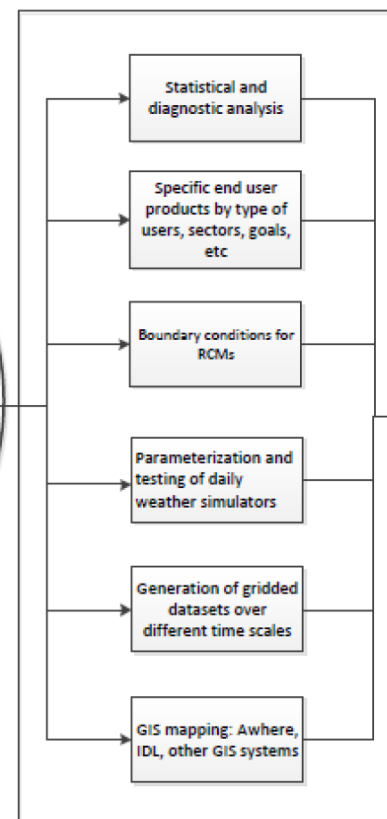 Statistical and
diagnostic analysis
Specific end user
products by type of
users, sectors, goals,
etc
Boundary conditions for
RCMs
Parameterization and
testing of daily
weather simulators
Generation of gridded
datasets over
different time scales
GIS mapping: Awhere,
IDL, other GIS systems